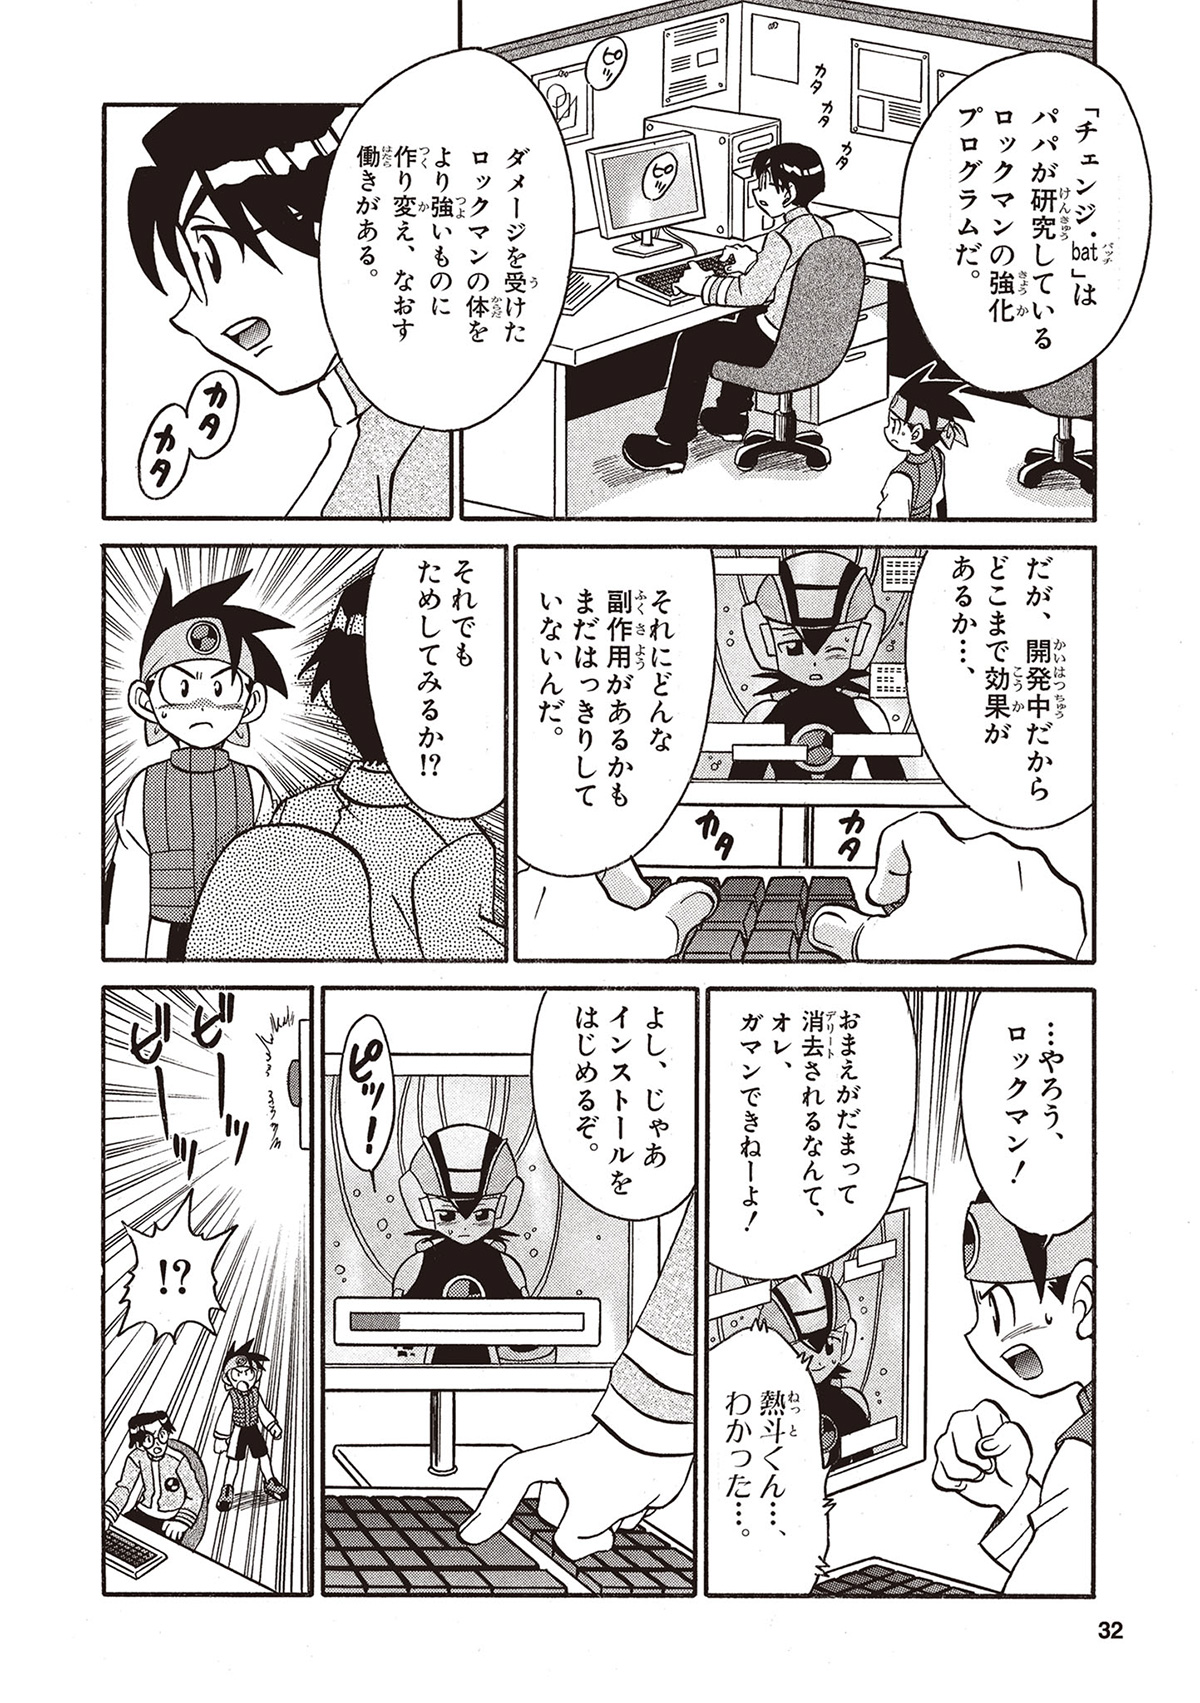 ピッ
カタ
カタ
カタ
「チェンジ．bat」は
パパが研究している
ロックマンの強化
プログラムだ。
ダメージを受けた
ロックマンの体を
より強いものに
作り変え、なおす
働きがある。
カタ
カタ
だが、開発中だから
どこまで効果が
あるか…、
それにどんな
副作用があるかも
まだはっきりして
いないんだ。
カタ
カタ
それでも
ためしてみるか!?
…やろう、
ロックマン！
おまえがだまって
消去されるなんて、
オレ、
ガマンできねーよ！
熱斗くん…、
わかった…。
よし、じゃあ
インストールを
はじめるぞ。
ピッ！
ビーッ
ビーッ
!?
32